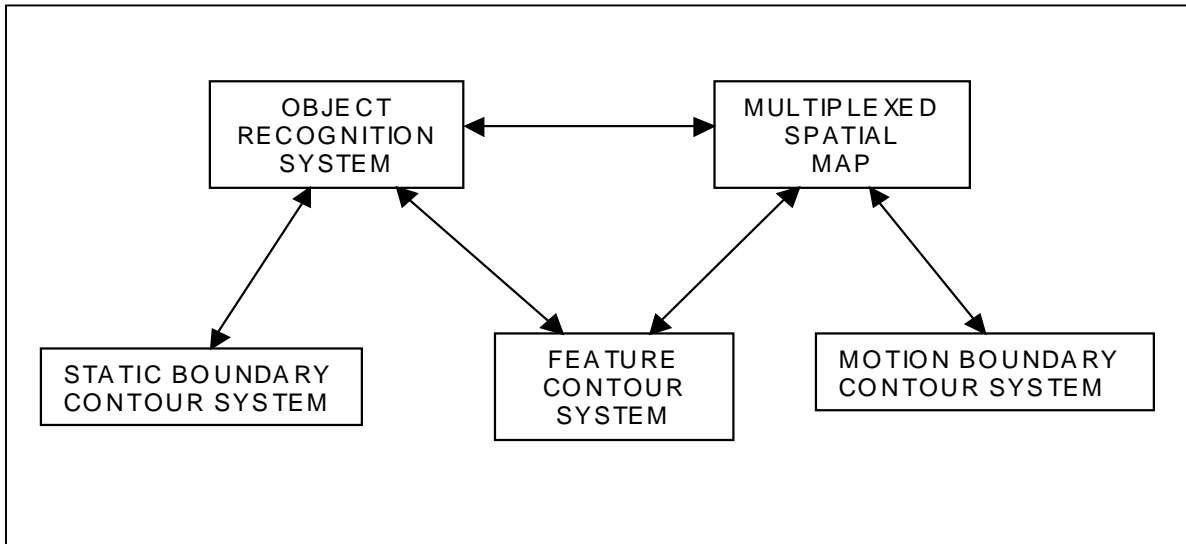 OBJECT
RECOGNITION
SYSTEM
MULTIPLEXED
SPATIAL
MAP
STATIC BOUNDARY
CONTOUR SYSTEM
FEATURE
CONTOUR
SYSTEM
MOTION BOUNDARY
CONTOUR SYSTEM